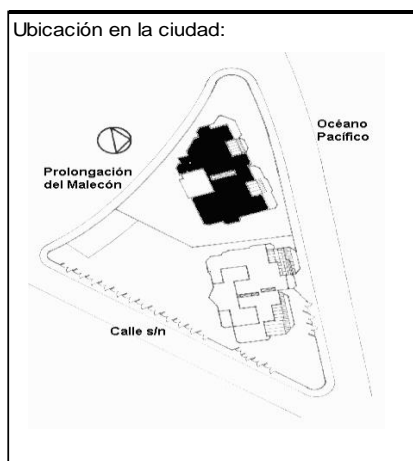 Ubicación en la ciudad:
Océano
Pacífico
Prolongación
del Malecón
Calle s/n